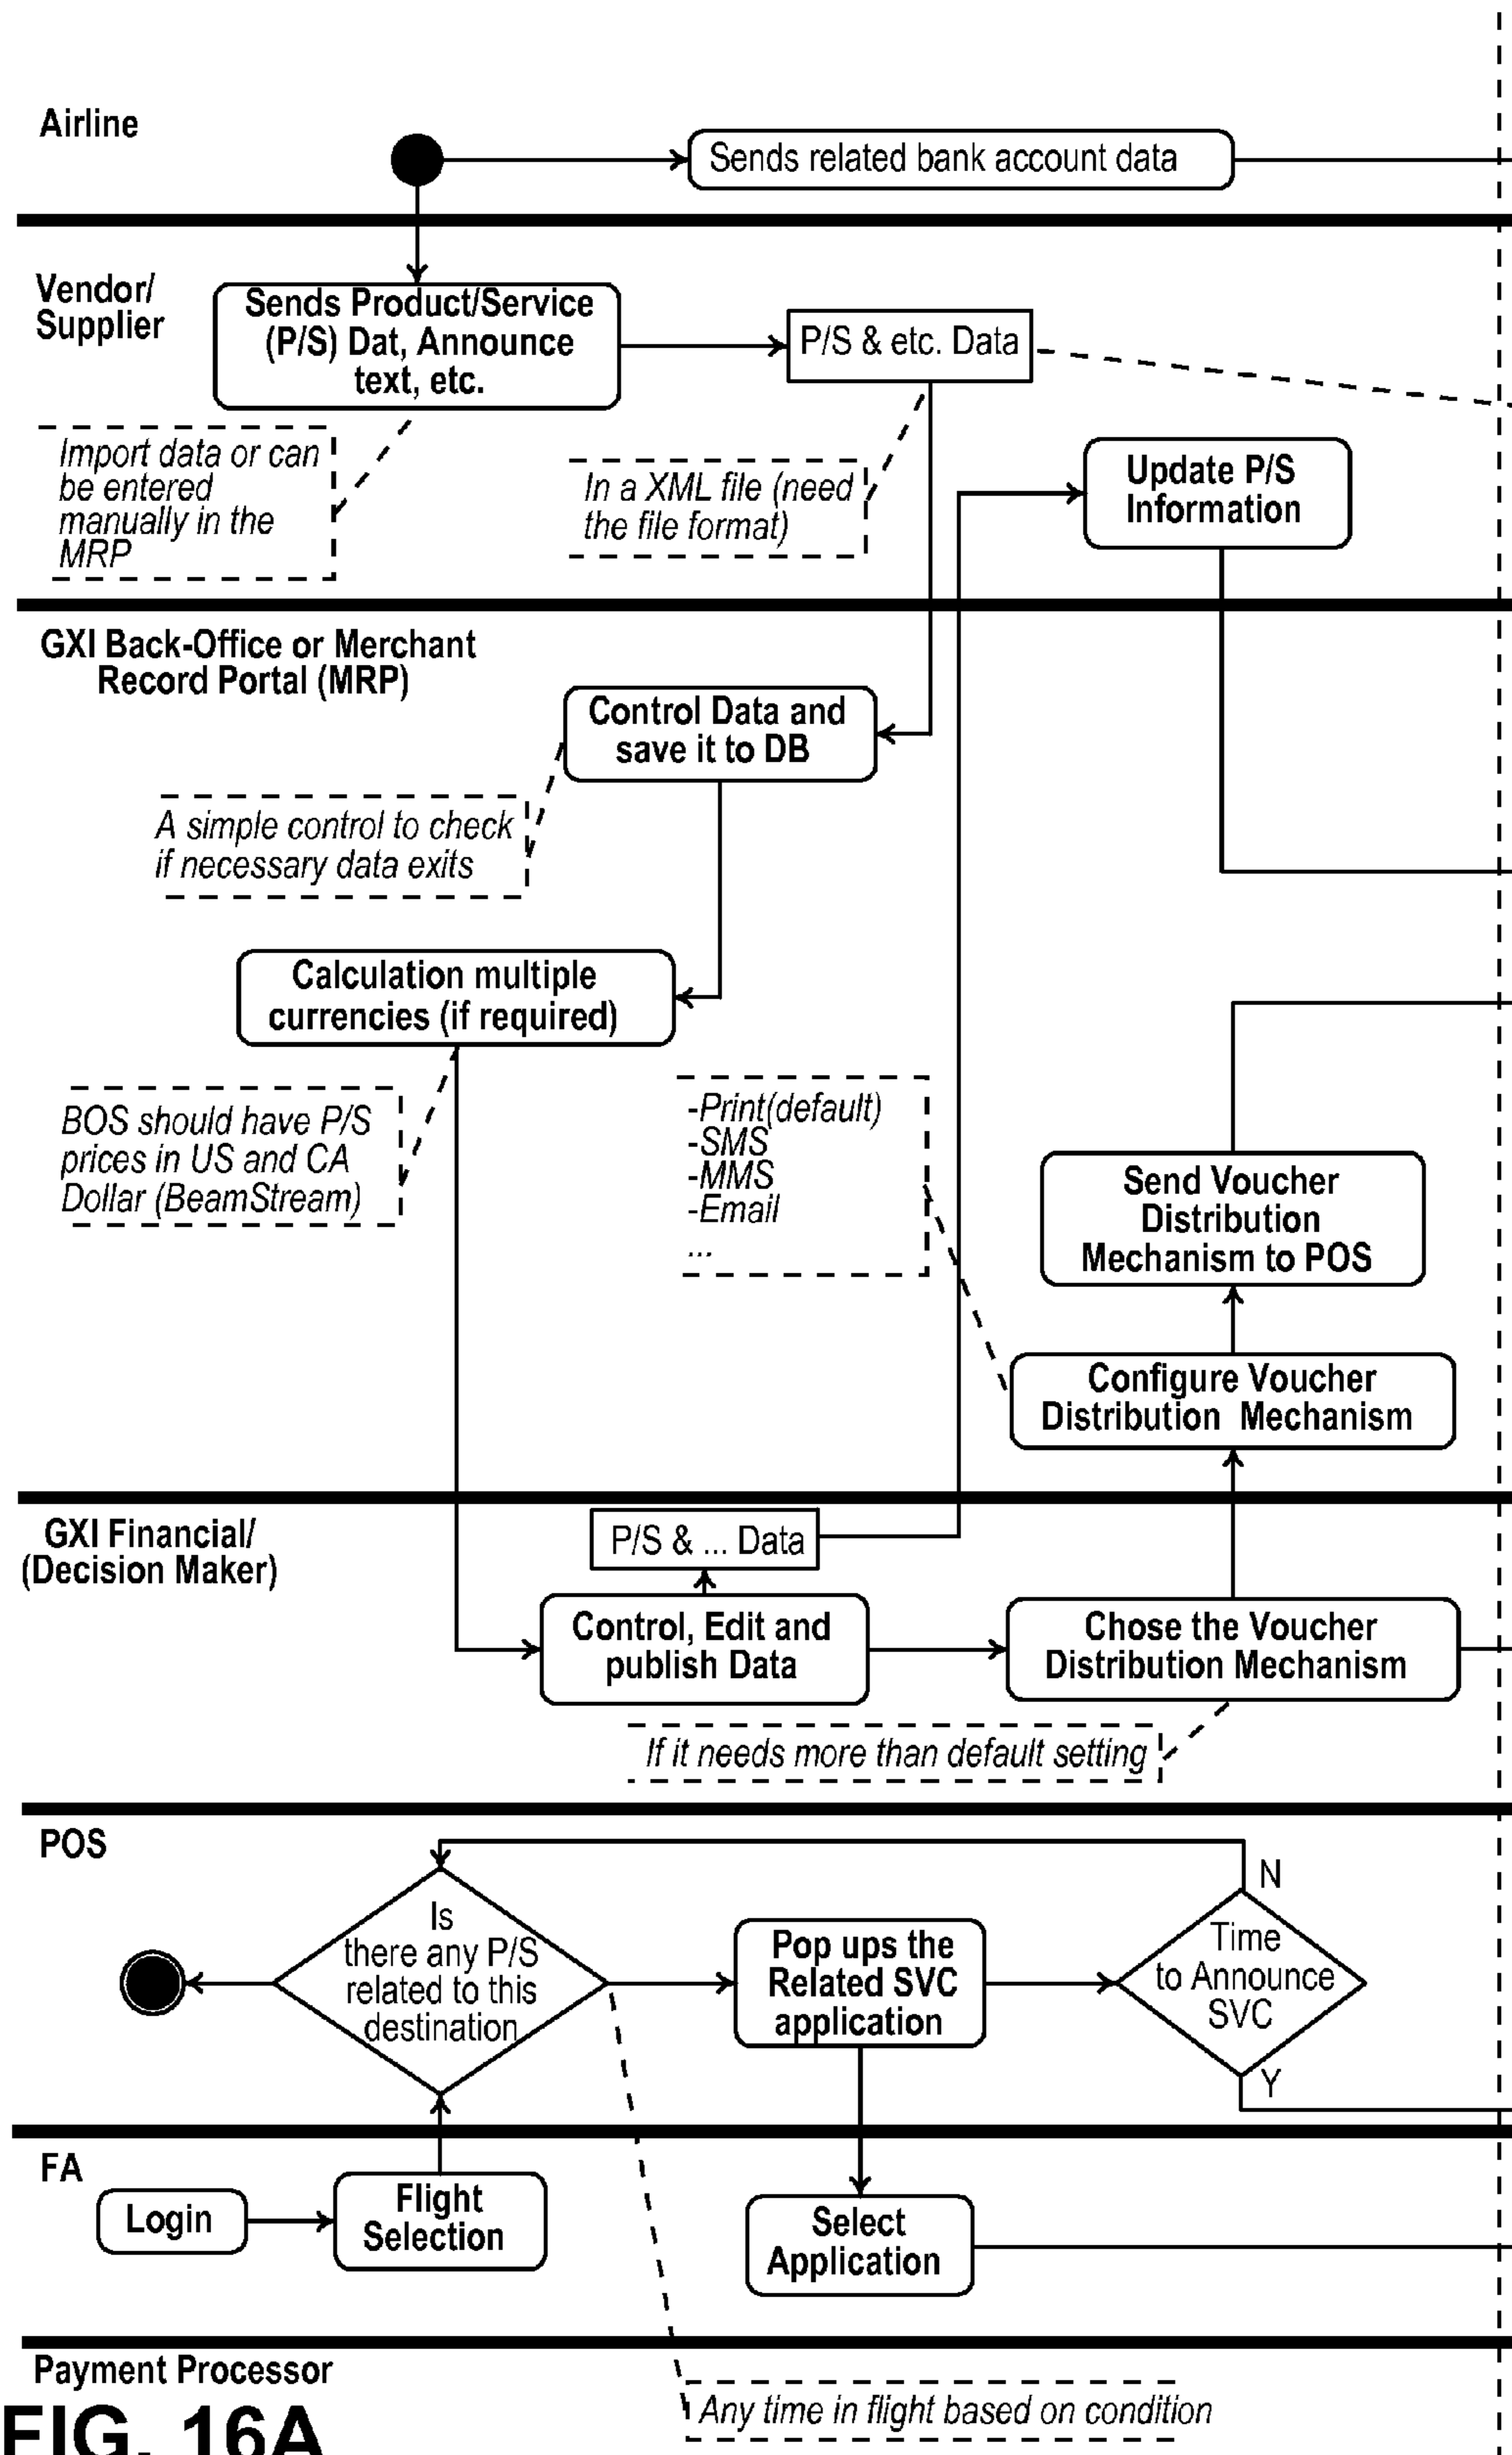 Airline
Sends related bank account data
Vendor/
Supplier
Sends Product/Service
(P/S) Dat, Announce
text, etc.
P/S & etc. Data
Import data or can
be entered
manually in the
MRP
In a XML file (need
the file format)
Update P/S
Information
GXI Back-Office or Merchant
Record Portal (MRP)
Control Data and
save it to DB
A simple control to check
if necessary data exits
Calculation multiple
currencies (if required)
BOS should have P/S
prices in US and CA
Dollar (BeamStream)
-Print(default)
-SMS
-MMS
-Email
...
Send Voucher
Distribution
Mechanism to POS
Configure Voucher
Distribution Mechanism
GXI Financial/
(Decision Maker)
P/S & ... Data
Control, Edit and
publish Data
Chose the Voucher
Distribution Mechanism
If it needs more than default setting
POS
Is
there any P/S
related to this
destination
Pop ups the
Related SVC
application
N
Time
to Announce
SVC
Y
FA
Login
Flight
Selection
Select
Application
Payment Processor
Any time in flight based on condition
FIG. 16A